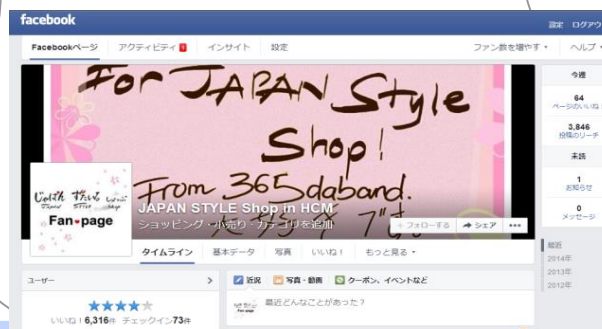 facebook
設定 ログアウ
Facebookページ アクティビティ インサイト 設定 ファン数を増やす ヘルプ
For JAPAN Style
Shop!
From 365daband.
JAPAN STYLE Shop in HCM
ショッピング・小売り・カテゴリを追加
Fan-page
+フォローする シェア
タイムライン 基本データ 写真 いいね! もっと見る
今週
64
ページのいいね!
3,846
投稿のリーチ
未読
1
お知らせ
0
メッセージ
最近
2014年
2013年
2012年
ユーザー
いいね!6,316件 チェックイン73件
近況 写真・動画 クーポン、イベントなど
最近どんなことがあった?